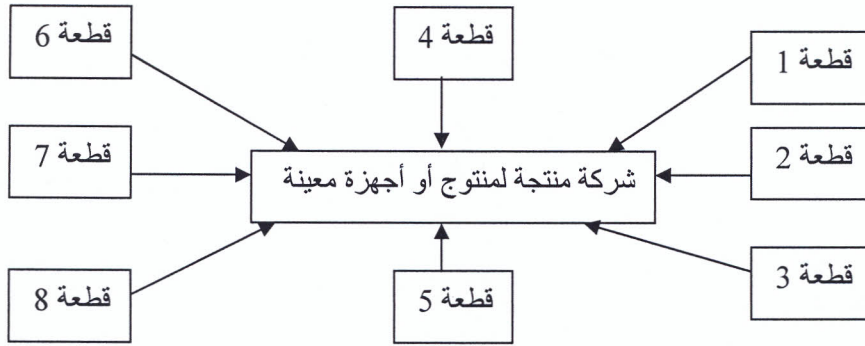 قطعة 1
قطعة 4
قطعة 6
قطعة 2
قطعة 7
شركة منتجة لمنتوج أو أجهزة معينة
قطعة 3
قطعة 5
قطعة 8